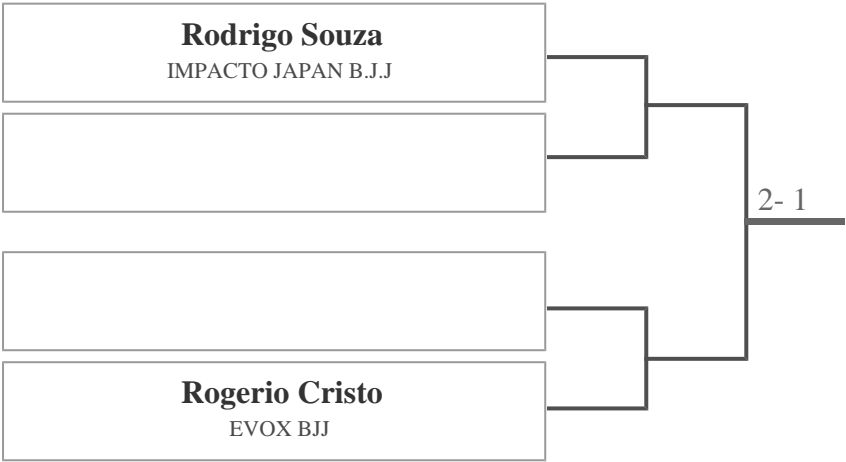 Rodrigo Souza
IMPACTO JAPAN B.J.J
2- 1
Rogerio Cristo
EVOX BJJ